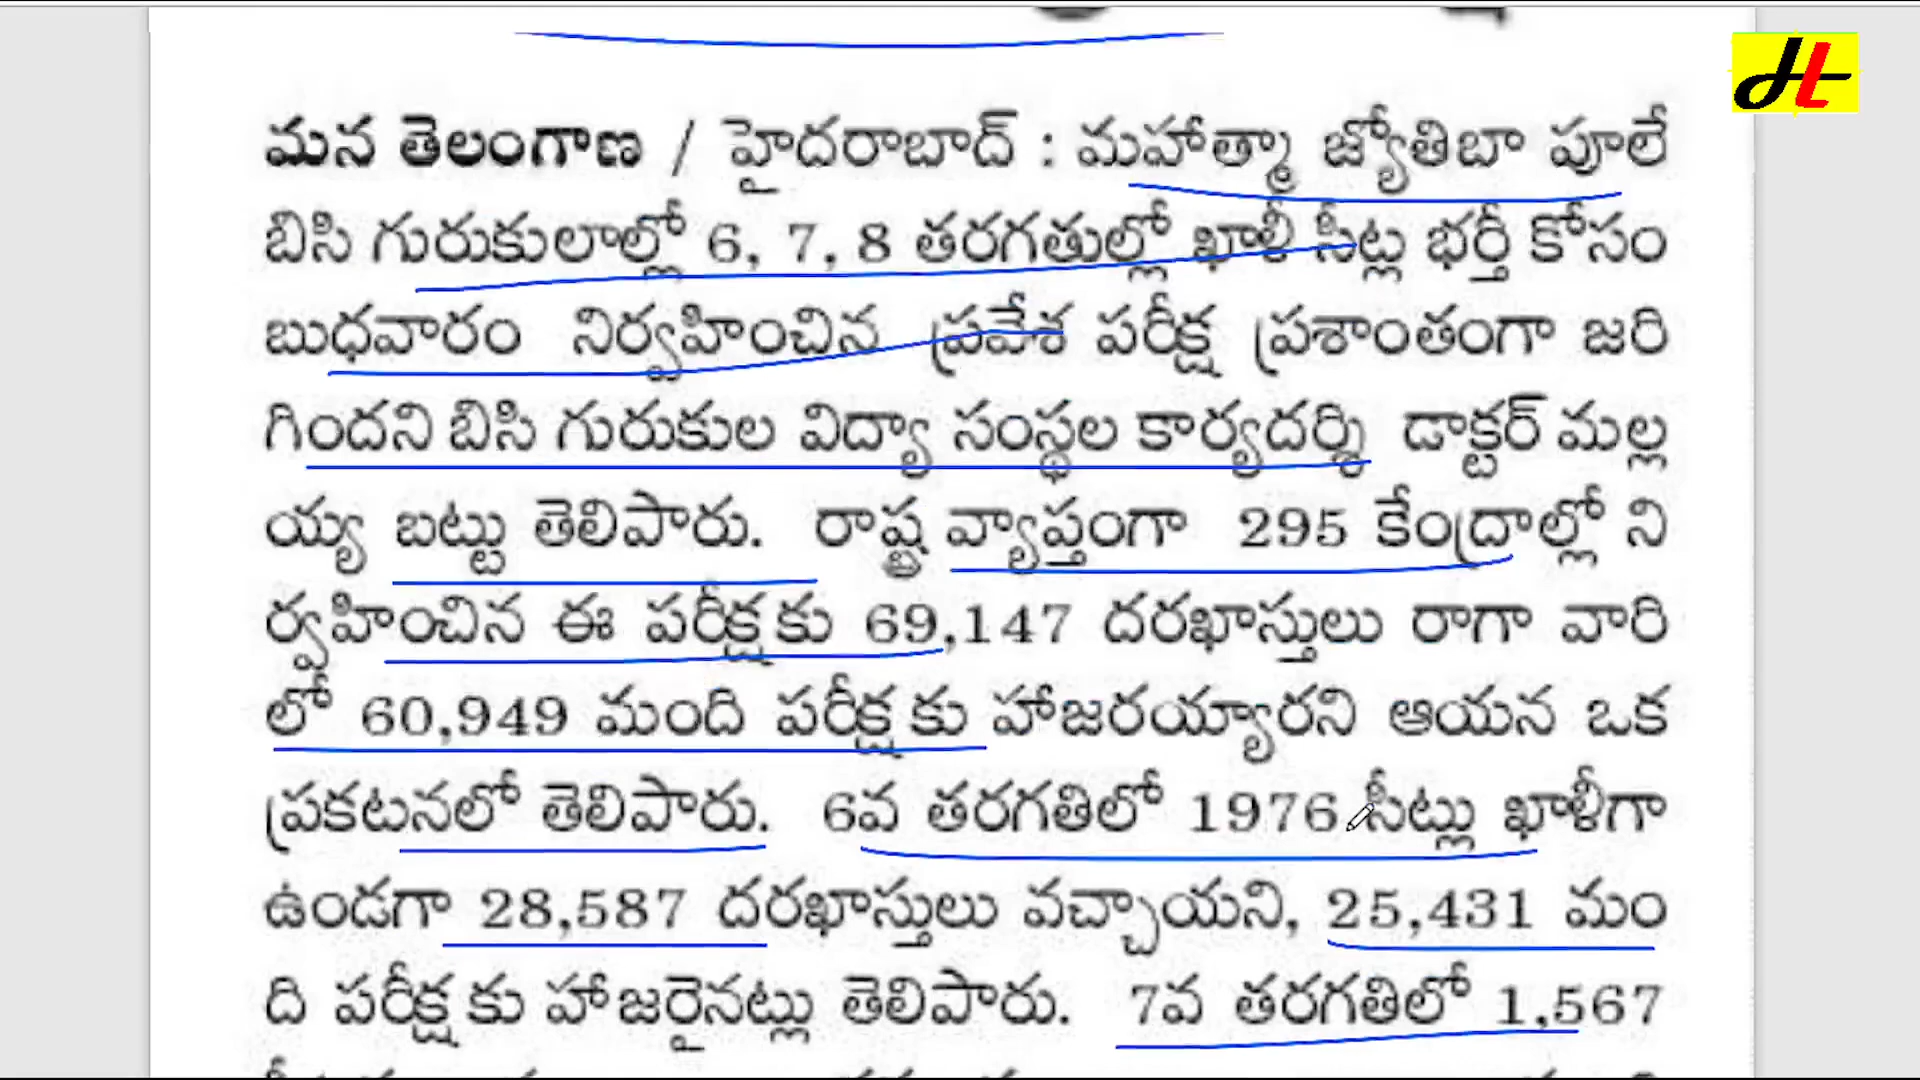 మన తెలంగాణ / హైదరాబాద్ : మహాత్మా జ్యోతిబా పూలే
బిసి గురుకులాల్లో 6, 7, 8 తరగతుల్లో ఖాలీ సీట్ల భర్తీ కోసం
బుధవారం నిర్వహించిన ప్రవేశ పరీక్ష ప్రశాంతంగా జరి
గిందని బిసి గురుకుల విద్యా సంస్థల కార్యదర్శి డాక్టర్ మల్ల
య్య బట్టు తెలిపారు. రాష్ట్ర వ్యాప్తంగా 295 కేంద్రాల్లో ని
ర్వహించిన ఈ పరీక్షకు 69,147 దరఖాస్తులు రాగా వారి
లో 60,949 మంది పరీక్షకు హాజరయ్యారని ఆయన ఒక
ప్రకటనలో తెలిపారు. 6వ తరగతిలో 1976 సీట్లు ఖాళీగా
ఉండగా 28,587 దరఖాస్తులు వచ్చాయని, 25,431 మం
ది పరీక్షకు హాజరైనట్లు తెలిపారు. 7వ తరగతిలో 1,567